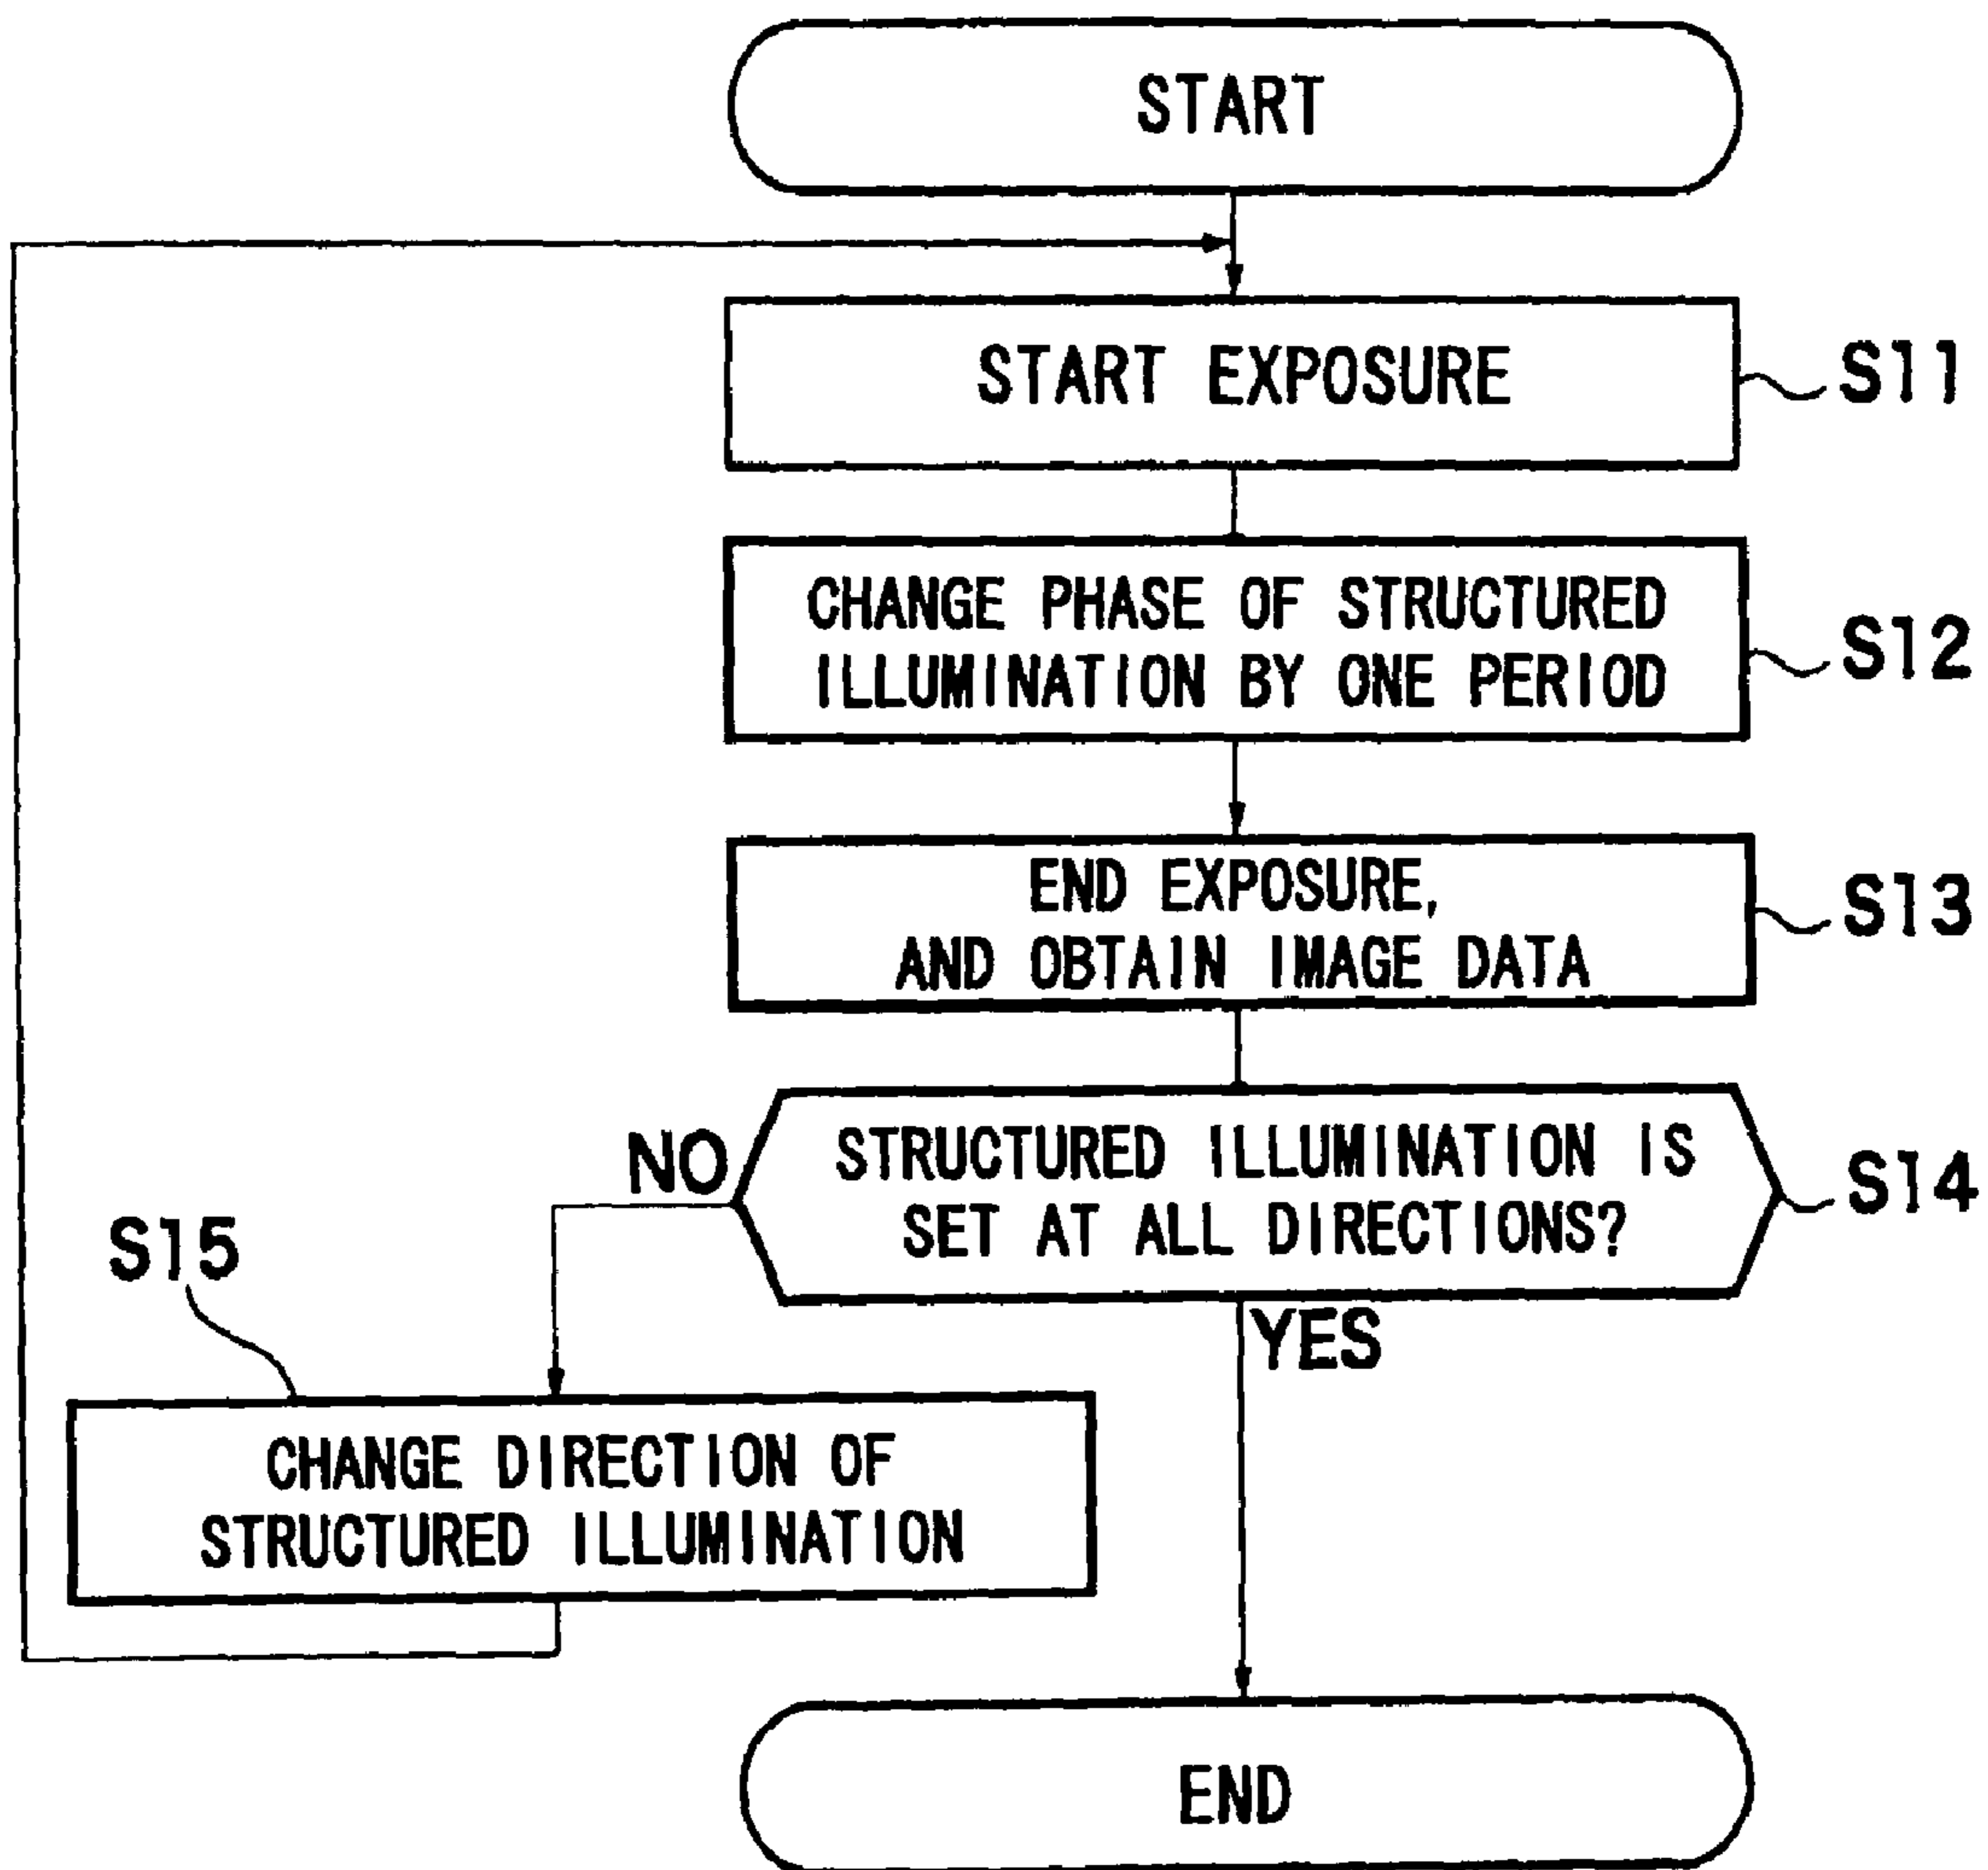 START
START EXPOSURE
S11
CHANGE PHASE OF STRUCTURED
ILLUMINATION BY ONE PERIOD
S12
END EXPOSURE,
AND OBTAIN IMAGE DATA
S13
STRUCTURED ILLUMINATION IS
SET AT ALL DIRECTIONS?
S14
NO
YES
S15
CHANGE DIRECTION OF
STRUCTURED ILLUMINATION
END